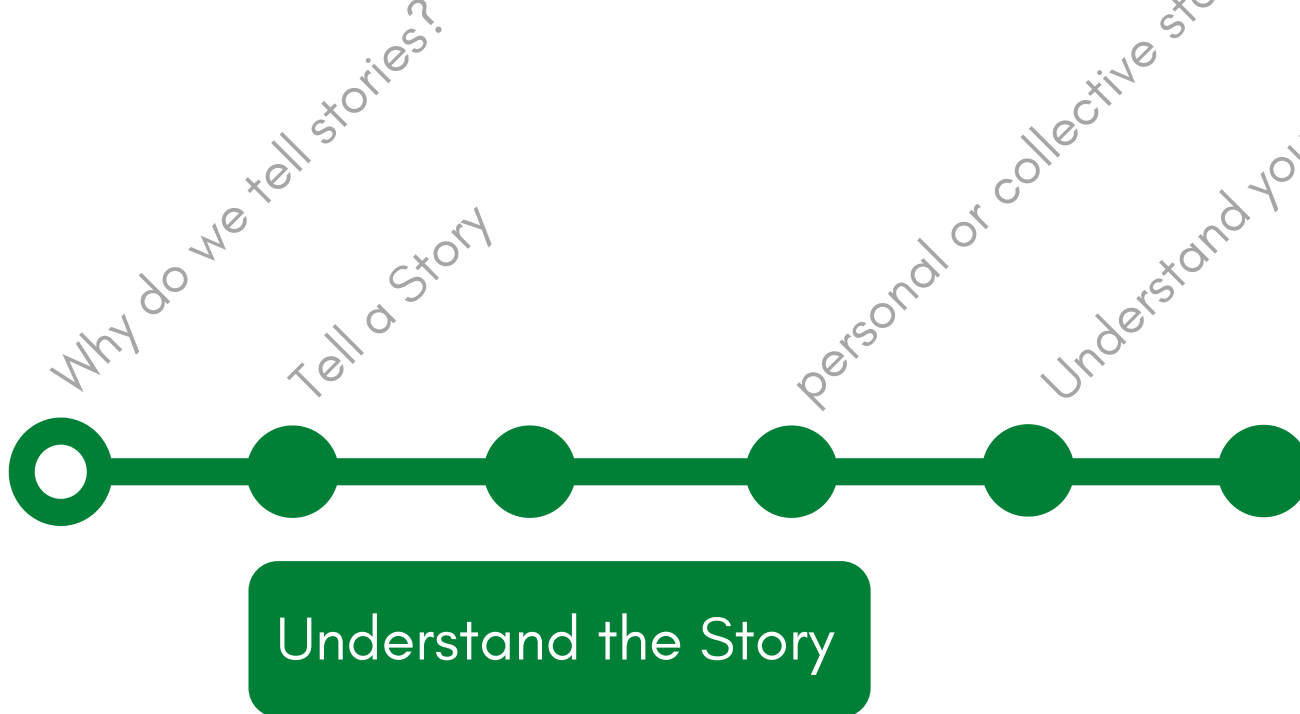 Why do we tell stories?
Tell a Story
personal or collective
Understand
Understand the Story